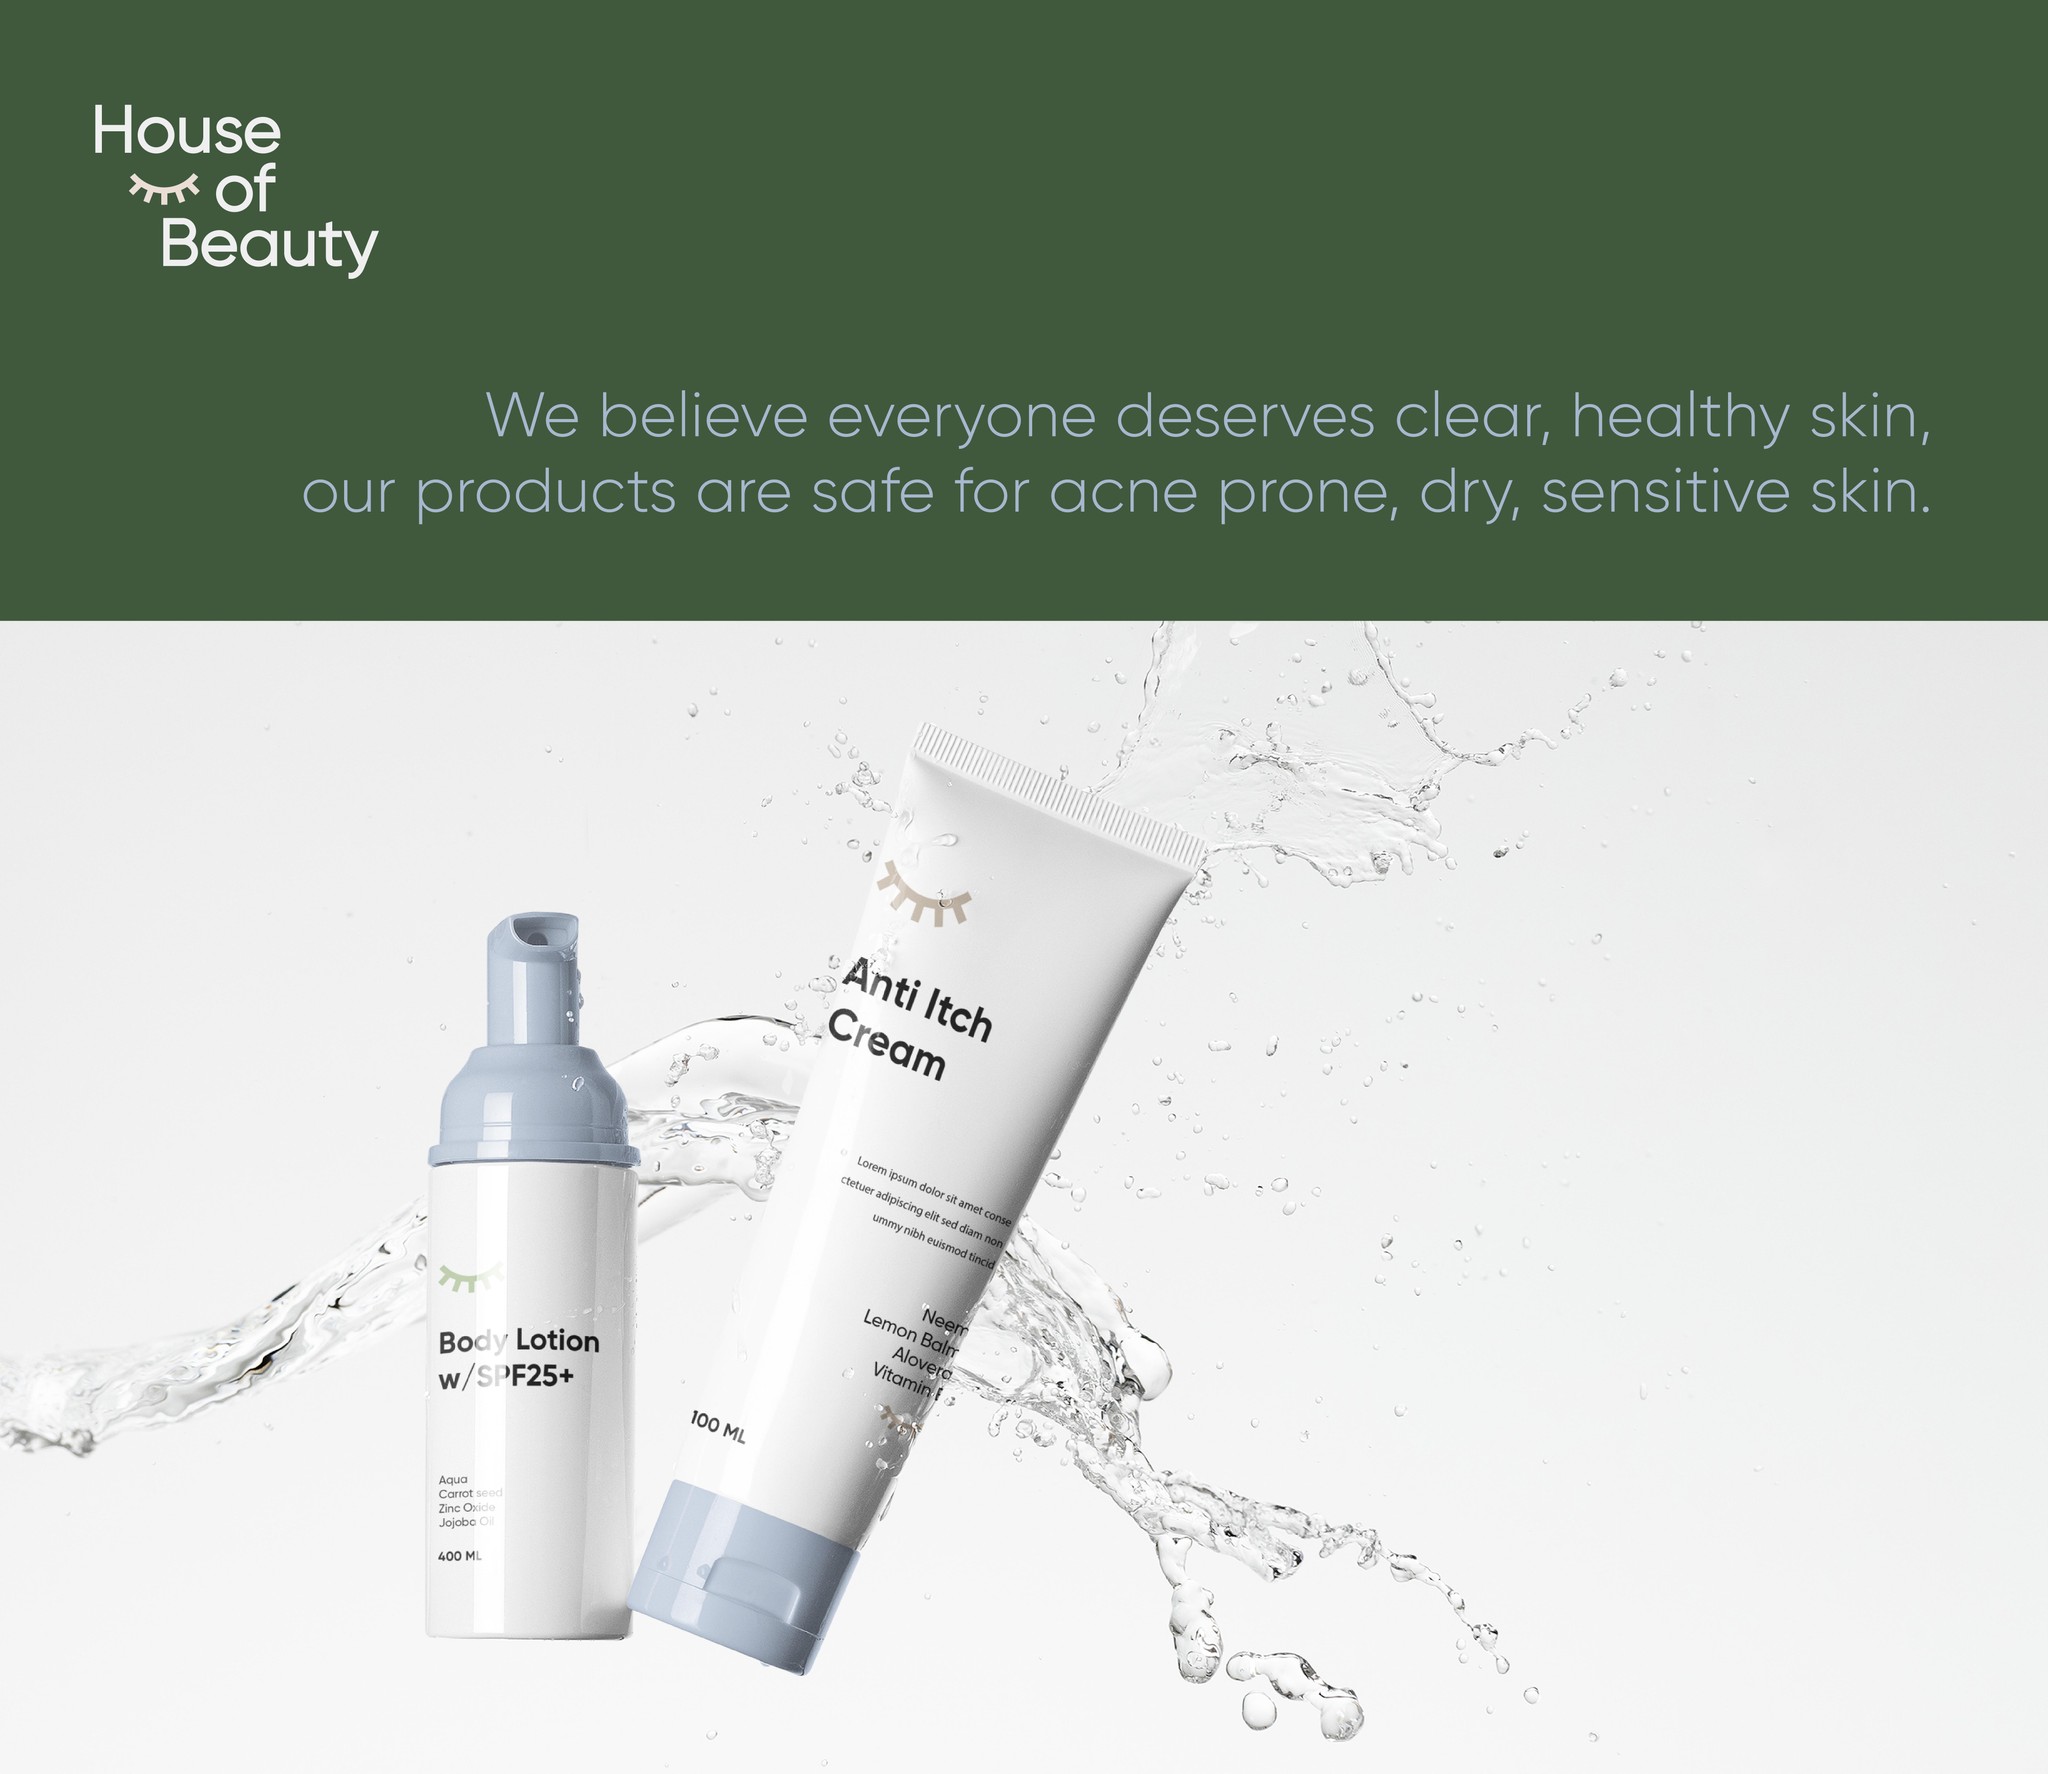 House
of
Beauty
We believe everyone deserves clear, healthy skin,
our products are safe for acne prone, dry, sensitive skin.
Anti Itch
Cream
Lorem ipsum dolor sit amet conse
ctetuer adipiscing elit sed diam non
ummy nibh euismod tincid
Neem
Lemon Balm
Alovera
Vitamin
100 ML
Body Lotion
w/SPF25+
Aqua
Carrot seed
Zinc Oxide
Jojoba Oil
400 ML